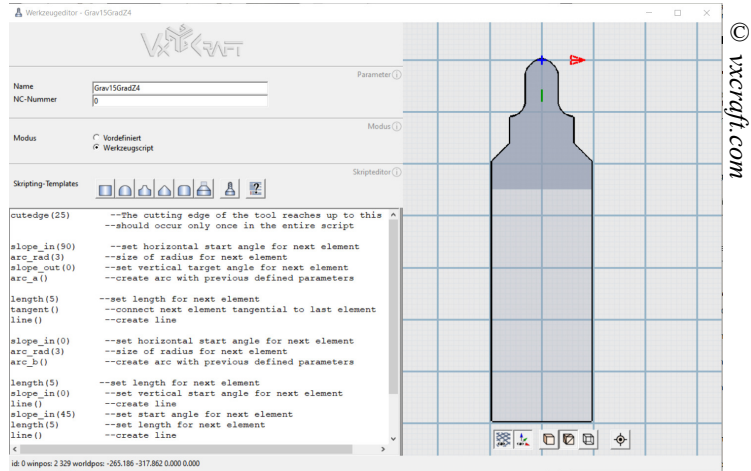 Werkzeugeditor - Grav15GradZ4
VXCRAFT
Parameter
Name Grav15GradZ4
NC-Nummer 0
Modus
Modus Vordefiniert
Werkzeugscript
Skripteditor
Skripting-Templates
cutedge(25) --The cutting edge of the tool reaches up to this
--should occur only once in the entire script
slope_in(90) --set horizontal start angle for next element
arc_rad(3) --size of radius for next element
slope_out(0) --set vertical target angle for next element
arc_a() --create arc with previous defined parameters
length(5) --set length for next element
tangent() --connect next element tangential to last element
line() --create line
slope_in(0) --set horizontal start angle for next element
arc_rad(3) --size of radius for next element
arc_b() --create arc with previous defined parameters
length(5) --set length for next element
slope_in(0) --set vertical start angle for next element
line() --create line
slope_in(45) --set start angle for next element
length(5) --set length for next element
line() --create line
id: 0 winpos: 2 329 worldpos: -265.186 -317.862 0.000 0.000
© vxcraft.com